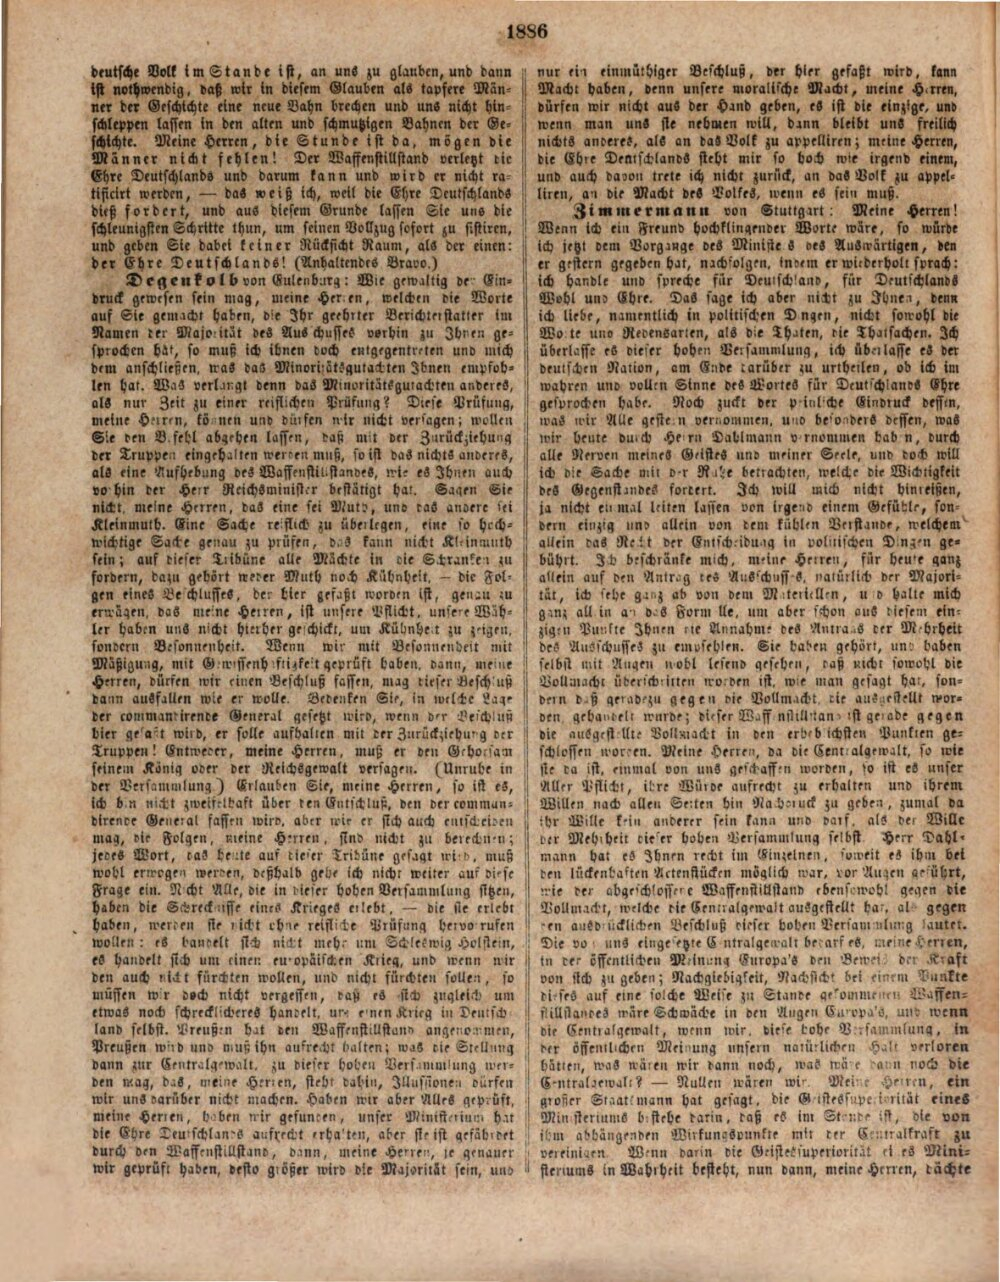 1886
deutsche Volk im Stande ist, an uns zu glauben, und dann
ist nothwendig, daß wir in diesem Glauben als tapfere Män-
ner der Geschichte eine neue Bahn brechen und uns nicht hin-
schleppen lassen in den alten und schmutzigen Bahnen der Ge-
schichte. Meine Herren, die Stunde ist da, mögen die
Männer nicht fehlen! Der Waffenstillstand verletzt die
Ehre Deutschlands und darum kann und wird er nicht ra-
tificirt werden, — das weiß ich, weil die Ehre Deutschlands
dieß fordert, und aus diesem Grunde lassen Sie uns die
schleunigsten Schritte thun, um seinen Vollzug sofort zu sistiren,
und geben Sie dabei keiner Rücksicht Raum, als der einen:
der Ehre Deutschlands! (Anhaltendes Bravo.)
Degenkolb von Eulenburg: Wie gewaltig der Ein-
druck gewesen sein mag, meine Herren, welchen die Worte
auf Sie gemacht haben, die Ihr geehrter Berichterstatter im
Namen der Majorität des Ausschusses vorhin zu Ihnen ge-
sprochen hat, so muß ich ihnen doch entgegentreten und mich
dem anschließen, was das Minoritätsgutachten Ihnen empfoh-
len hat. Was verlangt denn das Minoritätsgutachten anderes,
als nur Zeit zu einer reiflichen Prüfung? Diese Prüfung,
meine Herren, können und dürfen wir nicht versagen; wollen
Sie den Befehl abgehen lassen, daß mit der Zurückziehung
der Truppen eingehalten werden muß, so ist das nichts anderes,
als eine Aufhebung des Waffenstillstandes, wie es Ihnen auch
vorhin der Herr Reichsminister bestätigt hat. Sagen Sie
nicht, meine Herren, das eine sei Muth, und das andere sei
Kleinmuth. Eine Sache reiflich zu überlegen, eine so hoch-
wichtige Sache genau zu prüfen, das kann nicht Kleinmuth
sein; auf dieser Tribüne alle Mächte in die Schranken zu
fordern, dazu gehört weder Muth noch Kühnheit, — die Fol-
gen eines Beschlusses, der hier gefaßt worden ist, genau zu
erwägen, das meine Herren, ist unsere Pflicht, unsere Wäh-
ler haben uns nicht hierher geschickt, um Kühnheit zu zeigen,
sondern Besonnenheit. Wenn wir mit Besonnenheit mit
Mäßigung, mit Gewissenhaftigkeit geprüft haben, dann, meine
Herren, dürfen wir einen Beschluß fassen, mag dieser Beschluß
dann ausfallen wie er wolle. Bedenken Sie, in welche Lage
der commandirende General gesetzt wird, wenn der Beschluß
hier gefaßt wird, er solle aufhalten mit der Zurückziehung der
Truppen! Entweder, meine Herren, muß er den Gehorsam
seinem König oder der Reichsgewalt versagen. (Unruhe in
der Versammlung.) Erlauben Sie, meine Herren, so ist es,
ich bin nicht zweifelhaft über den Entschluß, den der comman-
dirende General fassen wird, aber wie er sich auch entscheiden
mag, die Folgen, meine Herren, sind nicht zu berechnen;
jedes Wort, das heute auf dieser Tribüne gesagt wird, muß
wohl erwogen werden, deßhalb gehe ich nicht weiter auf diese
Frage ein. Nicht Alle, die in dieser hohen Versammlung sitzen,
haben die Schrecknisse eines Krieges erlebt, — die sie erlebt
haben, werden sie nicht ohne reifliche Prüfung hervorrufen
wollen: es handelt sich nicht mehr um Schleswig Holstein,
es handelt sich um einen europäischen Krieg, und wenn wir
den auch nicht fürchten wollen, und nicht fürchten sollen, so
müssen wir doch nicht vergessen, daß es sich zugleich um
etwas noch schrecklicheres handelt, um einen Krieg in Deutsch
land selbst. Preußen hat den Waffenstillstand angenommen,
Preußen wird und muß ihn aufrecht halten; was die Stellung
dann zur Centralgewalt, zu dieser hohen Versammlung wer-
den mag, das, meine Herren, steht dahin, Illusionen dürfen
wir uns darüber nicht machen. Haben wir aber Alles geprüft,
meine Herren, haben wir gefunden, unser Ministerium hat
die Ehre Deutschlands aufrecht erhalten, aber sie ist gefährdet
durch den Waffenstillstand, dann, meine Herren, je genauer
wir geprüft haben, desto größer wird die Majorität sein, und
nur ein einmüthiger Beschluß, der hier gefaßt wird, kann
Macht haben, denn unsere moralische Macht, meine Herren,
dürfen wir nicht aus der Hand geben, es ist die einzige, und
wenn man uns sie nehmen will, dann bleibt uns freilich
nichts anderes, als an das Volk zu appelliren; meine Herren,
die Ehre Deutschlands steht mir so hoch wie irgend einem,
und auch davon trete ich nicht zurück, an das Volk zu appel-
liren, an die Macht des Volkes, wenn es sein muß.
Zimmermann von Stuttgart: Meine Herren!
Wenn ich ein Freund hochklingender Worte wäre, so würde
ich jetzt dem Vorgange des Ministers des Auswärtigen, den
er gestern gegeben hat, nachfolgen, indem er wiederholt sprach:
ich handle und spreche für Deutschland, für Deutschlands
Wohl und Ehre. Das sage ich aber nicht zu Ihnen, denn
ich liebe, namentlich in politischen Dingen, nicht sowohl die
Worte und Redensarten, als die Thaten, die Thatsachen. Ich
überlasse es dieser hohen Versammlung, ich überlasse es der
deutschen Nation, am Ende darüber zu urtheilen, ob ich im
wahren und vollen Sinne des Wortes für Deutschlands Ehre
gesprochen habe. Noch zuckt der peinliche Eindruck dessen,
was wir Alle gestern vernommen, und besonders dessen, was
wir heute durch Herrn Dahlmann vernommen haben, durch
alle Nerven meines Geistes und meiner Seele, und doch will
ich die Sache mit der Ruhe betrachten, welche die Wichtigkeit
des Gegenstandes fordert. Ich will mich nicht hinreißen,
ja nicht einmal leiten lassen von irgend einem Gefühle, son-
dern einzig und allein von dem kühlen Verstande, welchem
allein das Recht der Entscheidung in politischen Dingen ge-
bührt. Ich beschränke mich, meine Herren, für heute ganz
allein auf den Antrag des Ausschusses, natürlich der Majori-
tät, ich sehe ganz ab von dem Materiellen, und halte mich
ganz allein an das Formelle, um aber schon aus diesem ein-
zigen Punkte Ihnen die Annahme des Antrags der Mehrheit
des Ausschusses zu empfehlen. Sie haben gehört, und haben
selbst mit Augen wohl lesend gesehen, daß nicht sowohl die
Vollmacht überschritten worden ist, wie man gesagt hat, son-
dern daß geradezu gegen die Vollmacht, die ausgestellt wor-
den, gehandelt wurde; dieser Waffenstillstand ist gerade gegen
die ausgestellte Vollmacht in den erheblichsten Punkten ge-
schlossen worden. Meine Herren, da die Centralgewalt, so wie
sie da ist, einmal von uns geschaffen worden, so ist es unser
Aller Pflicht, ihre Würde aufrecht zu erhalten und ihrem
Willen nach allen Seiten hin Nachdruck zu geben, zumal da
ihr Wille kein anderer sein kann und darf, als der Wille
der Mehrheit dieser hohen Versammlung selbst. Herr Dahl-
mann hat es Ihnen recht im Einzelnen, soweit es ihm bei
den lückenhaften Actenstücken möglich war, vor Augen geführt,
wie der abgeschlossene Waffenstillstand ebensowohl gegen die
Vollmacht, welche die Centralgewalt ausgestellt hat, als gegen
den ausdrücklichen Beschluß dieser hohen Versammlung lautet.
Die von uns eingesetzte Centralgewalt bedarf es, meine Herren,
in der öffentlichen Meinung Europa's den Beweis der Kraft
von sich zu geben; Nachgiebigkeit, Nachsicht bei einem Punkte
dieses auf eine solche Weise zu Stande gekommenen Waffen-
stillstandes wäre Schwäche in den Augen Europa's, und wenn
die Centralgewalt, wenn wir, diese hohe Versammlung, in
der öffentlichen Meinung unsern natürlichen Halt verloren
hätten, was wären wir dann noch, was wäre dann noch die
Centralgewalt? — Nullen wären wir. Meine Herren, ein
großer Staatsmann hat gesagt, die Geistessuperiorität eines
Ministeriums bestehe darin, daß es im Stande ist, die von
ihm abhängenden Wirkungspunkte mit der Centralkraft zu
vereinigen. Wenn darin die Geistessuperiorität eines Mini-
steriums in Wahrheit besteht, nun dann, meine Herren, dächte